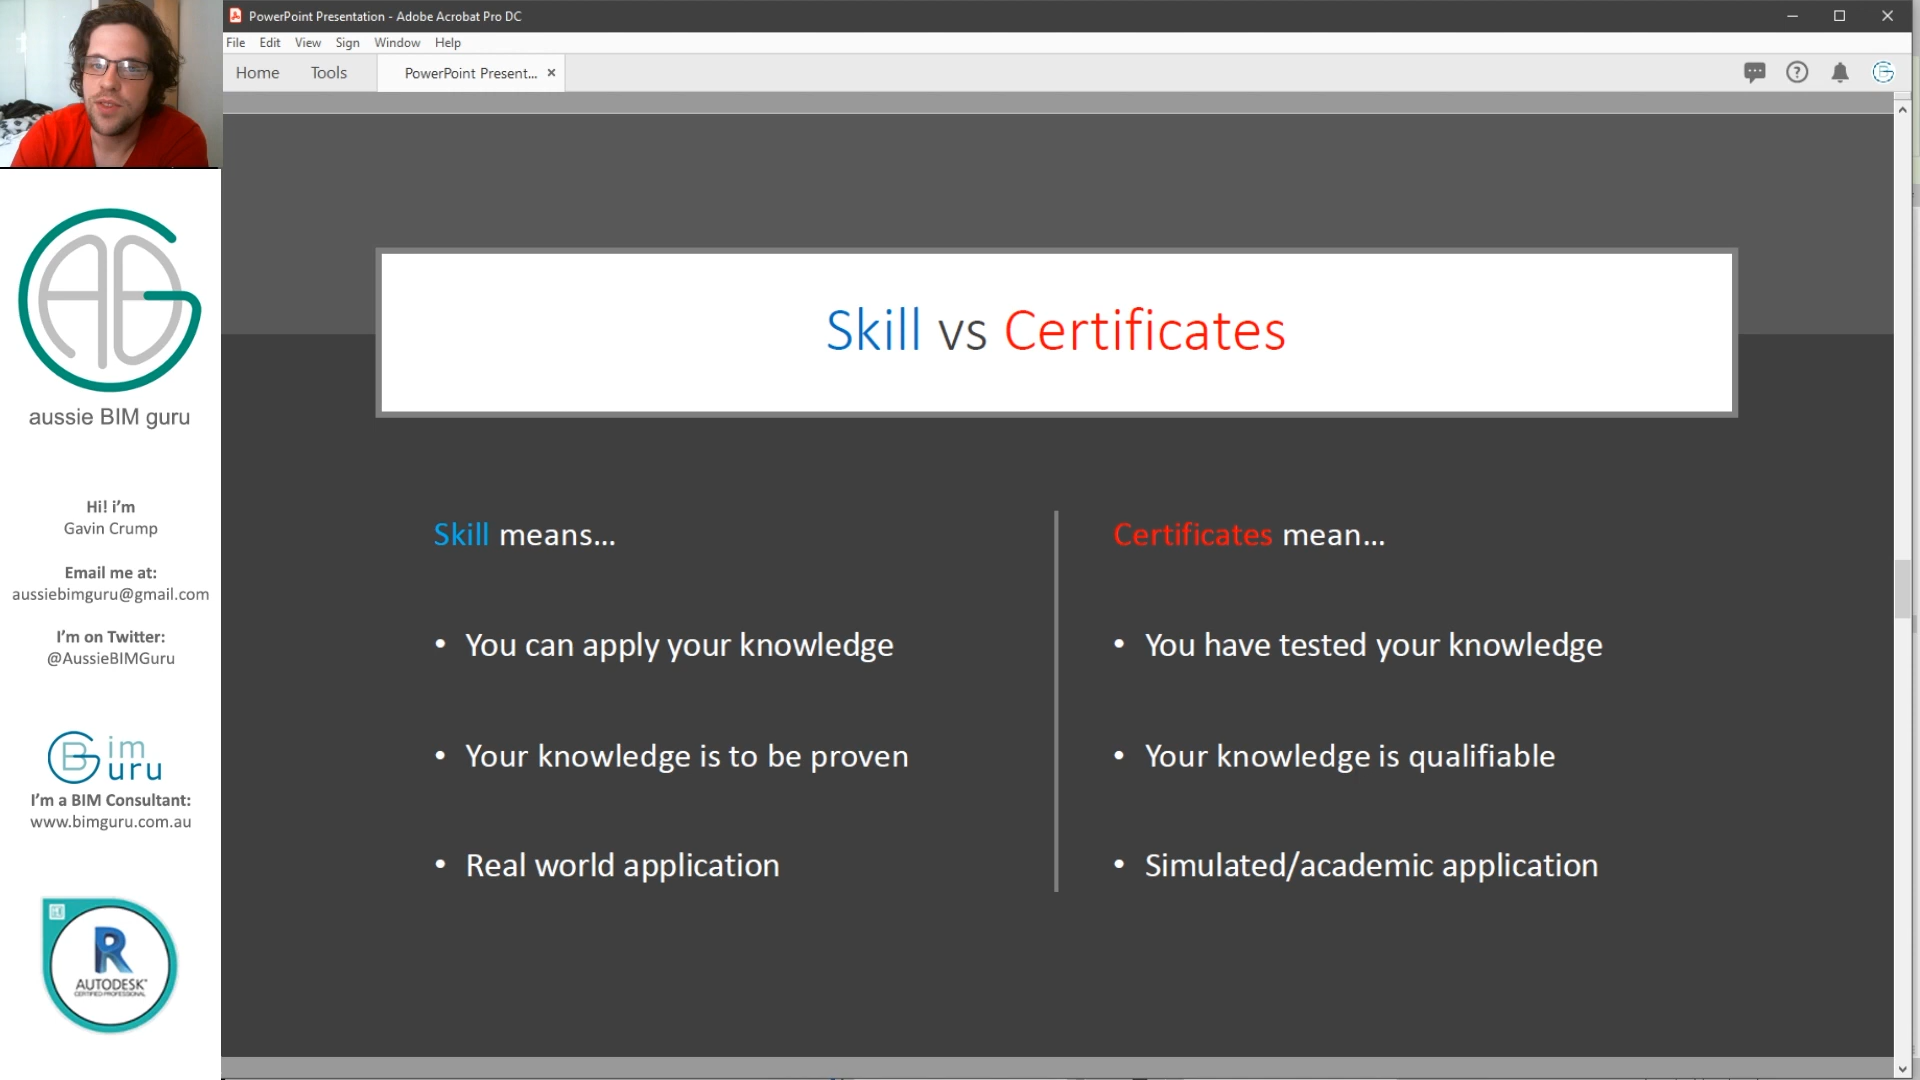 PowerPoint Presentation - Adobe Acrobat Pro DC
File Edit View Sign Window Help
Home Tools PowerPoint Present...
aussie BIM guru
Hi! i'm
Gavin Crump
Email me at:
aussiebimguru@gmail.com
I'm on Twitter:
@AussieBIMGuru
BG im
uru
I'm a BIM Consultant:
www.bimguru.com.au
R
AUTODESK
CERTIFIED PROFESSIONAL
Skill vs Certificates
Skill means...
• You can apply your knowledge
• Your knowledge is to be proven
• Real world application
Certificates mean...
• You have tested your knowledge
• Your knowledge is qualifiable
• Simulated/academic application